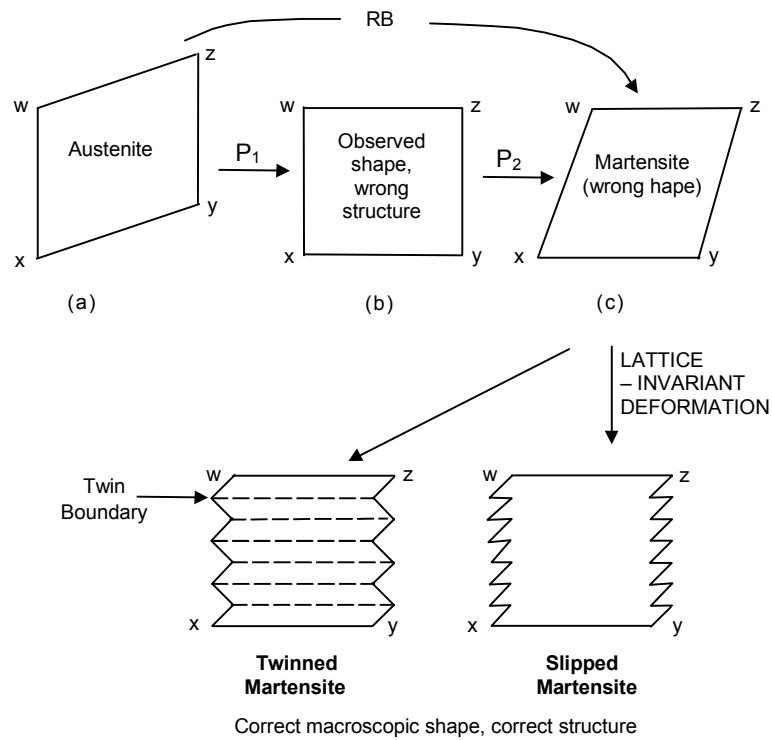 RB
z
w
w
z
w
z
Austenite
P1
Observed
shape,
wrong
structure
P2
Martensite
(wrong hape)
y
x
x
y
x
y
(a)
(b)
(c)
LATTICE
– INVARIANT
DEFORMATION
w
z
w
z
Twin
Boundary
x
y
x
y
Twinned
Martensite
Slipped
Martensite
Correct macroscopic shape, correct structure